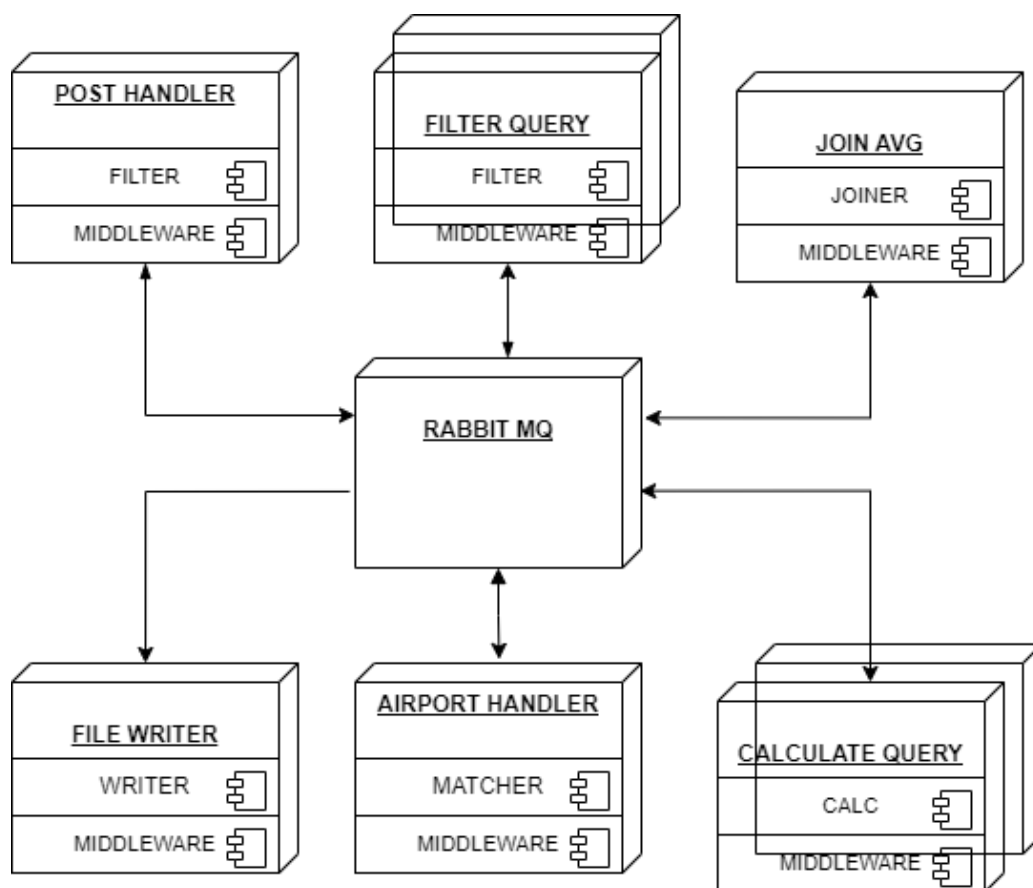 POST HANDLER
FILTER
MIDDLEWARE
FILTER QUERY
FILTER
MIDDLEWARE
JOIN AVG
JOINER
MIDDLEWARE
RABBIT MQ
FILE WRITER
WRITER
MIDDLEWARE
AIRPORT HANDLER
MATCHER
MIDDLEWARE
CALCULATE QUERY
CALC
MIDDLEWARE